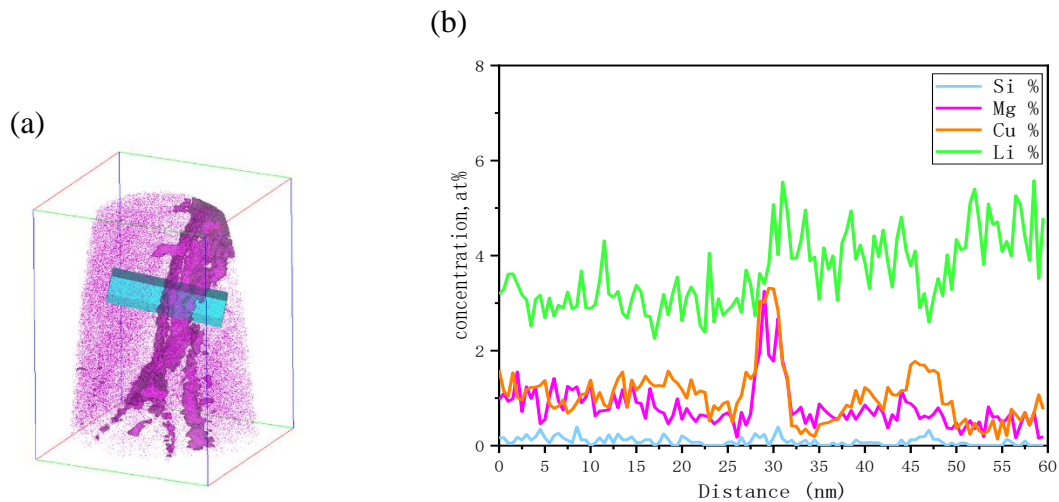 (b)
(a)
8
6
4
2
0
concentration,at%
Si %
Mg %
Cu %
Li %
0 5 10 15 20 25 30 35 40 45 50 55 60
Distance (nm)